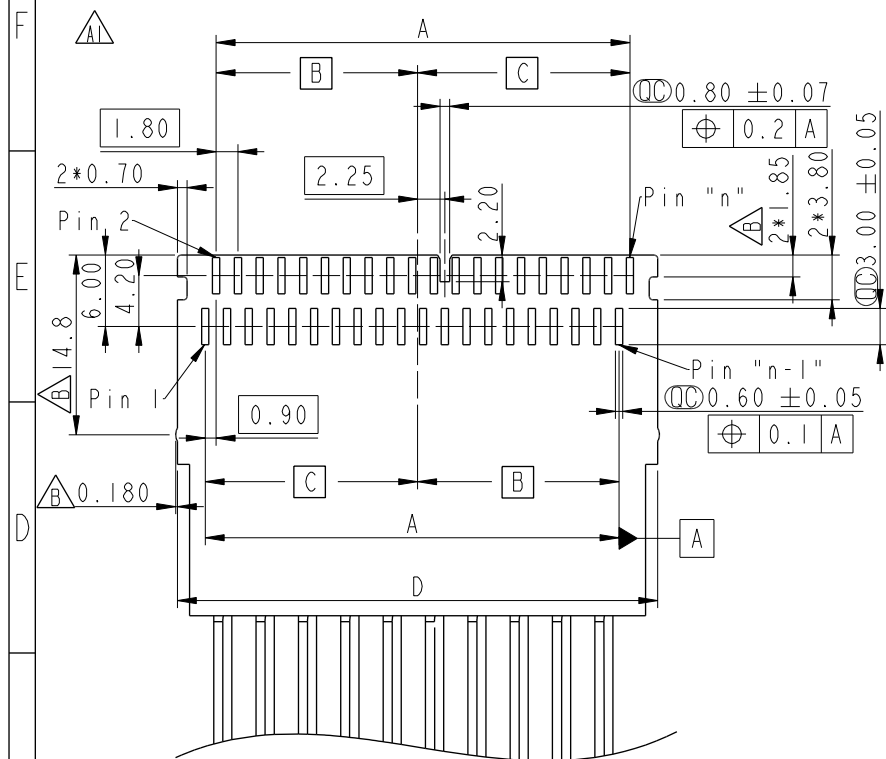 F
A1
A
B
C
QC 0.80 ±0.07
⌖ 0.2 A
1.80
2*0.70
2.25
2.20
Pin "n"
B
2*1.85
2*3.80
QC 3.00 ±0.05
Pin 2
E
6.00
4.20
14.8
B
Pin 1
Pin "n-1"
QC 0.60 ±0.05
⌖ 0.1 A
0.90
C
B
B 0.180
D
A
A
D